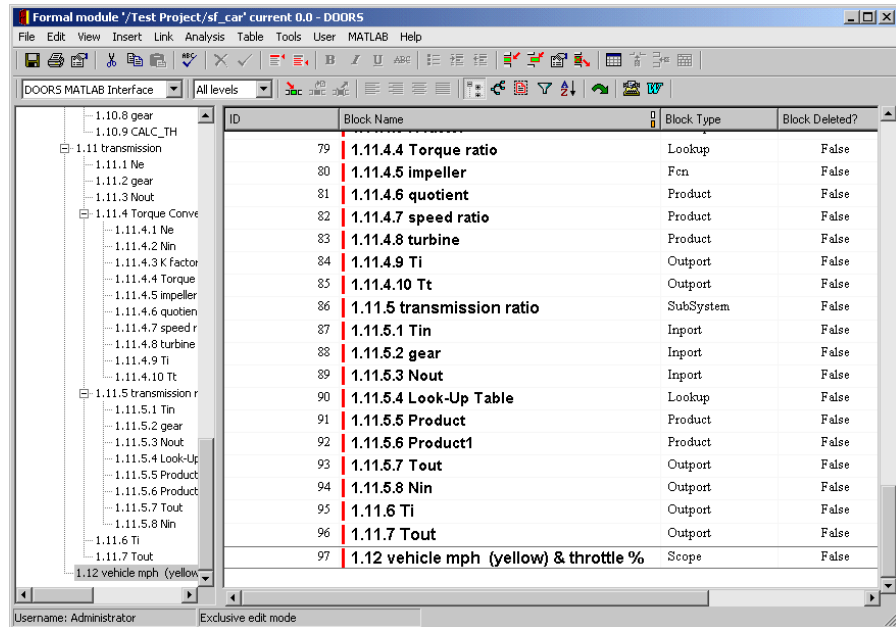 Formal module '/Test Project/sf_car' current 0.0 - DOORS
File Edit View Insert Link Analysis Table Tools User MATLAB Help
B I U ABC
DOORS MATLAB Interface All levels
W
1.10.8 gear
1.10.9 CALC_TH
1.11 transmission
1.11.1 Ne
1.11.2 gear
1.11.3 Nout
1.11.4 Torque Conve
1.11.4.1 Ne
1.11.4.2 Nin
1.11.4.3 K factor
1.11.4.4 Torque
1.11.4.5 impeller
1.11.4.6 quotien
1.11.4.7 speed r
1.11.4.8 turbine
1.11.4.9 Ti
1.11.4.10 Tt
1.11.5 transmission r
1.11.5.1 Tin
1.11.5.2 gear
1.11.5.3 Nout
1.11.5.4 Look-Up
1.11.5.5 Product
1.11.5.6 Product
1.11.5.7 Tout
1.11.5.8 Nin
1.11.6 Ti
1.11.7 Tout
1.12 vehicle mph (yellow
ID Block Name Block Type Block Deleted?
79 1.11.4.4 Torque ratio Lookup False
80 1.11.4.5 impeller Fcn False
81 1.11.4.6 quotient Product False
82 1.11.4.7 speed ratio Product False
83 1.11.4.8 turbine Product False
84 1.11.4.9 Ti Outport False
85 1.11.4.10 Tt Outport False
86 1.11.5 transmission ratio SubSystem False
87 1.11.5.1 Tin Inport False
88 1.11.5.2 gear Inport False
89 1.11.5.3 Nout Inport False
90 1.11.5.4 Look-Up Table Lookup False
91 1.11.5.5 Product Product False
92 1.11.5.6 Product1 Product False
93 1.11.5.7 Tout Outport False
94 1.11.5.8 Nin Outport False
95 1.11.6 Ti Outport False
96 1.11.7 Tout Outport False
97 1.12 vehicle mph (yellow) & throttle % Scope False
Username: Administrator Exclusive edit mode